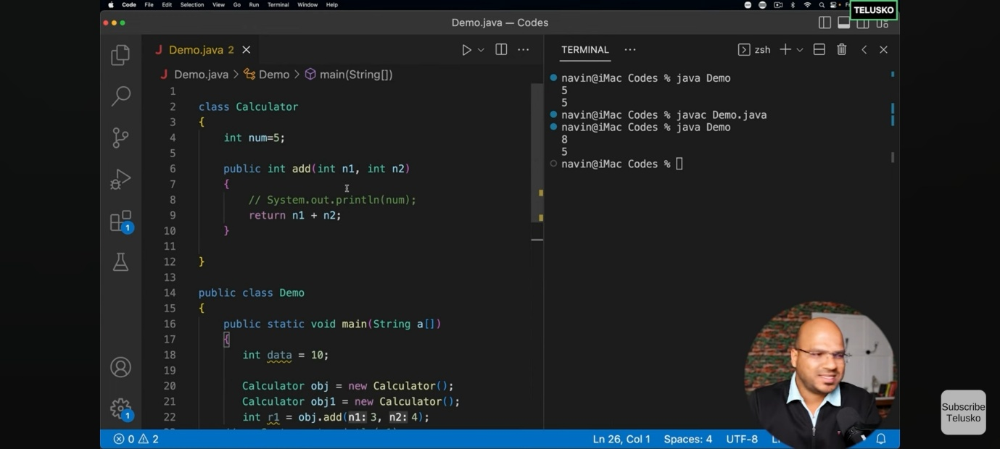 Code File Edit Selection View Go Run Terminal Window Help
TELUSKO
Demo.java — Codes
Demo.java 2
Demo.java > Demo > main(String[])
1
2 class Calculator
3 {
4 int num=5;
5
6 public int add(int n1, int n2)
7 {
8 // System.out.println(num);
9 return n1 + n2;
10 }
11
12 }
13
14 public class Demo
15 {
16 public static void main(String a[])
17 {
18 int data = 10;
19
20 Calculator obj = new Calculator();
21 Calculator obj1 = new Calculator();
22 int r1 = obj.add(n1: 3, n2: 4);
TERMINAL
zsh
navin@iMac Codes % java Demo
5
5
navin@iMac Codes % javac Demo.java
navin@iMac Codes % java Demo
8
5
navin@iMac Codes %
1
1
0 2
Ln 26, Col 1 Spaces: 4 UTF-8
Subscribe
Telusko